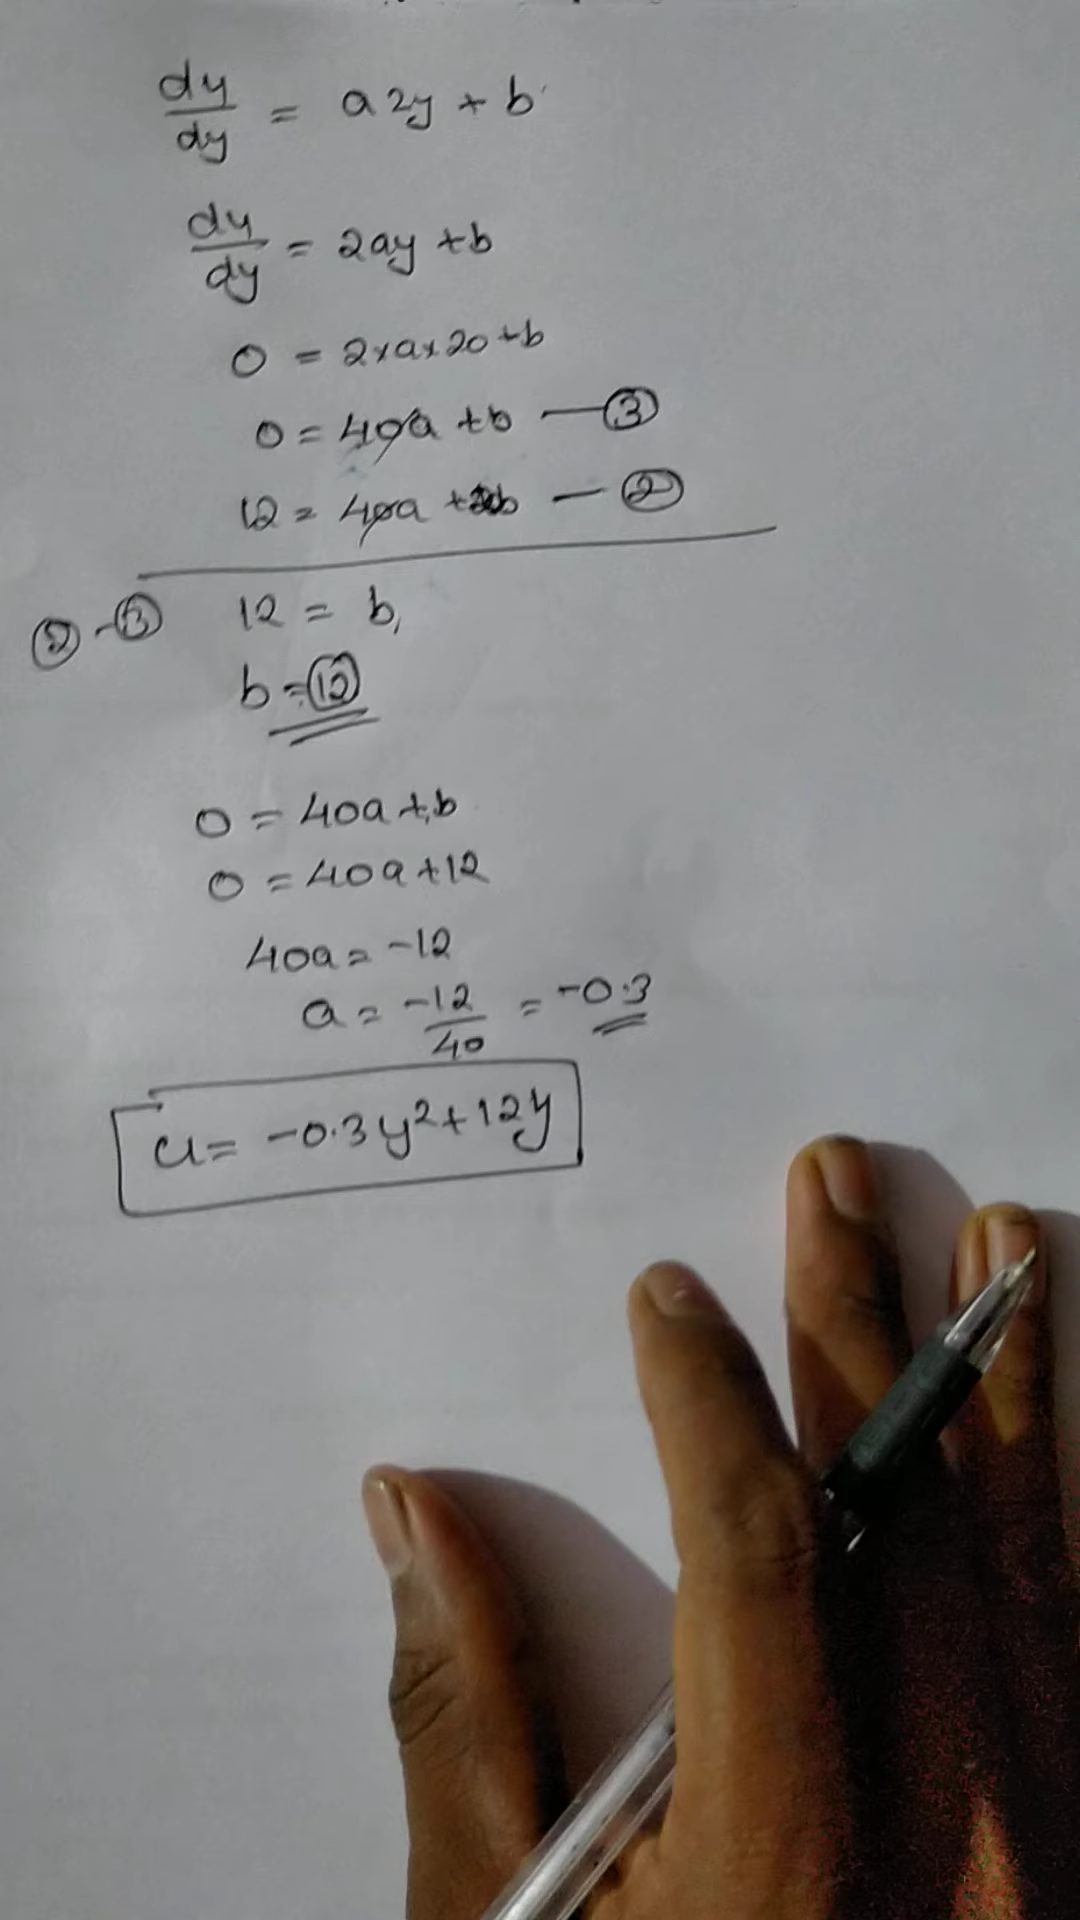 du/dy = a2y + b
du/dy = 2ay + b
0 = 2×a×20+b
0 = 40a + b — ③
12 = 40a + b — ②
② - ③ 12 = b,
b = 12
0 = 40a + b
0 = 40a + 12
40a = -12
a = -12/40 = -0.3
u = -0.3y² + 12y